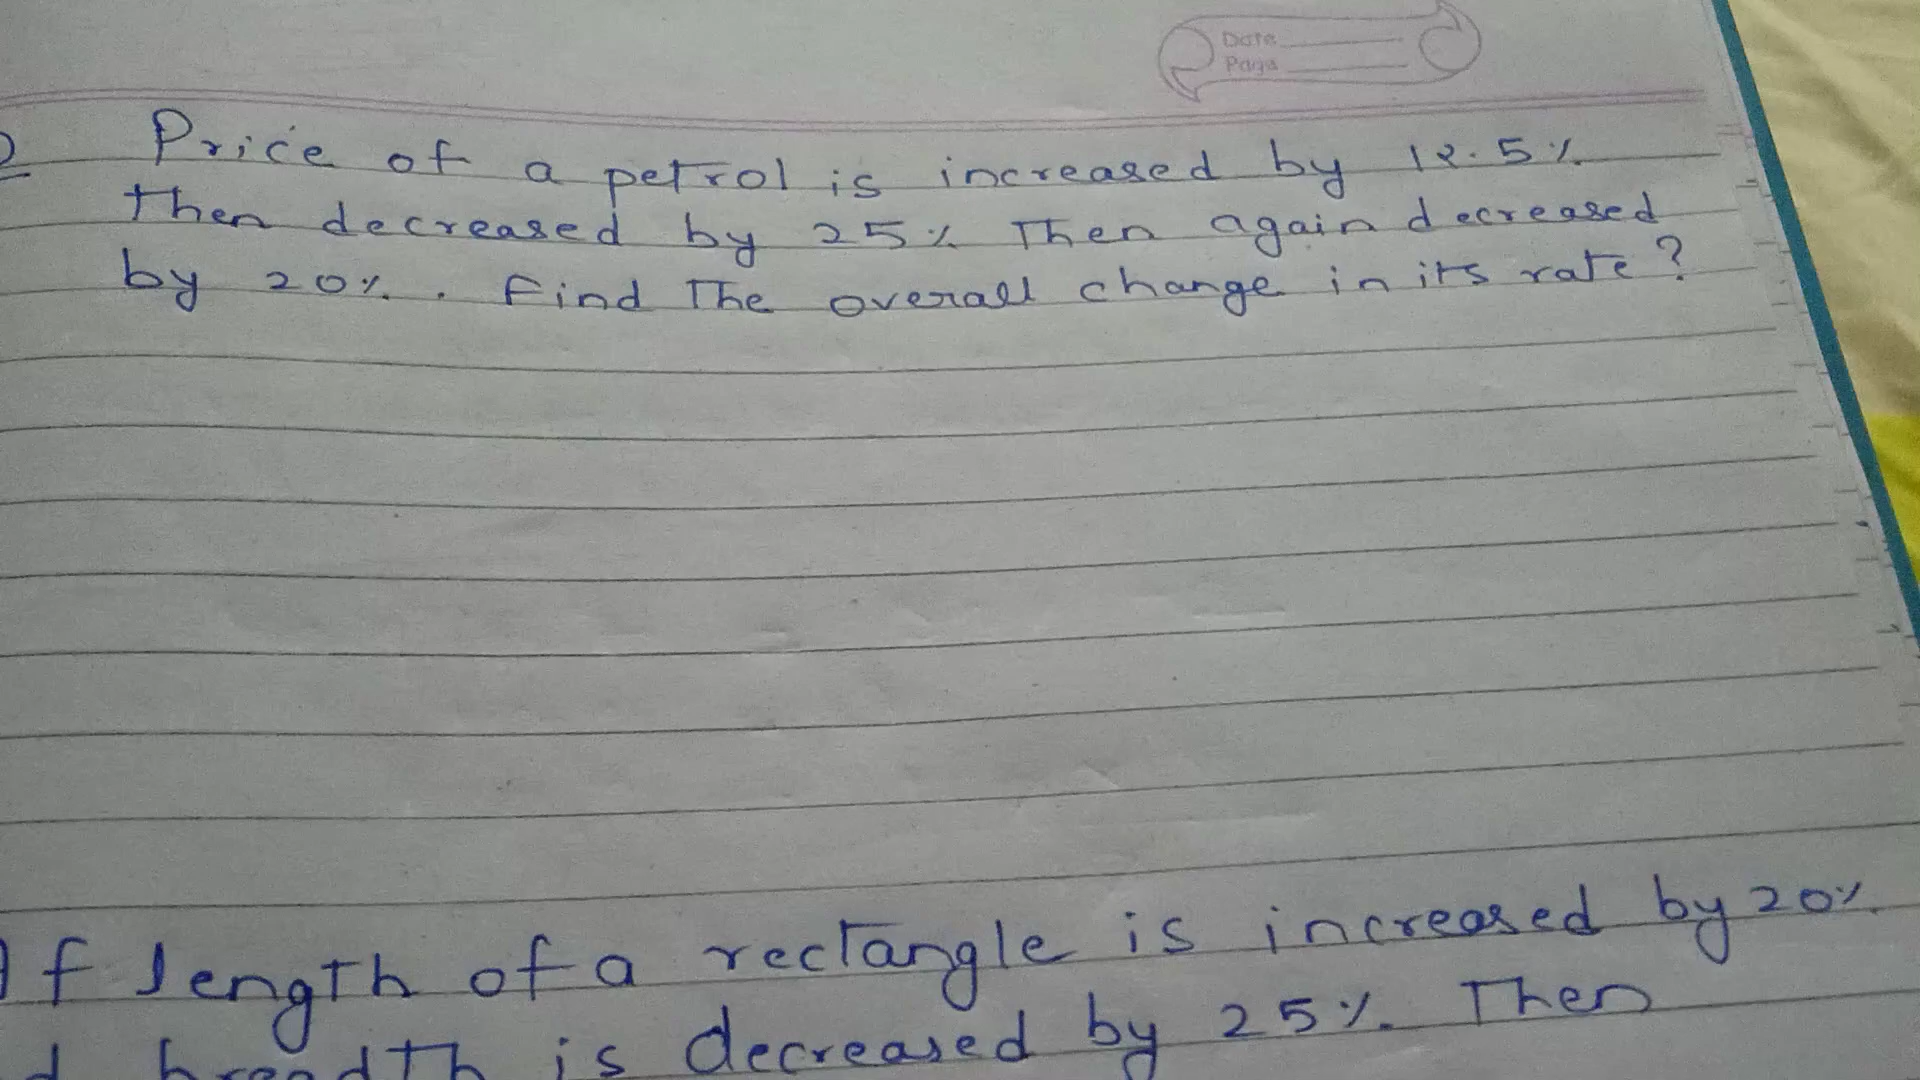 Date
Page
2 Price of a petrol is increased by 12.5%
Then decreased by 25% Then again decreased
by 20%. Find The overall change in its rate?
If length of a rectangle is increased by 20%
breadth is decreased by 25%. Then